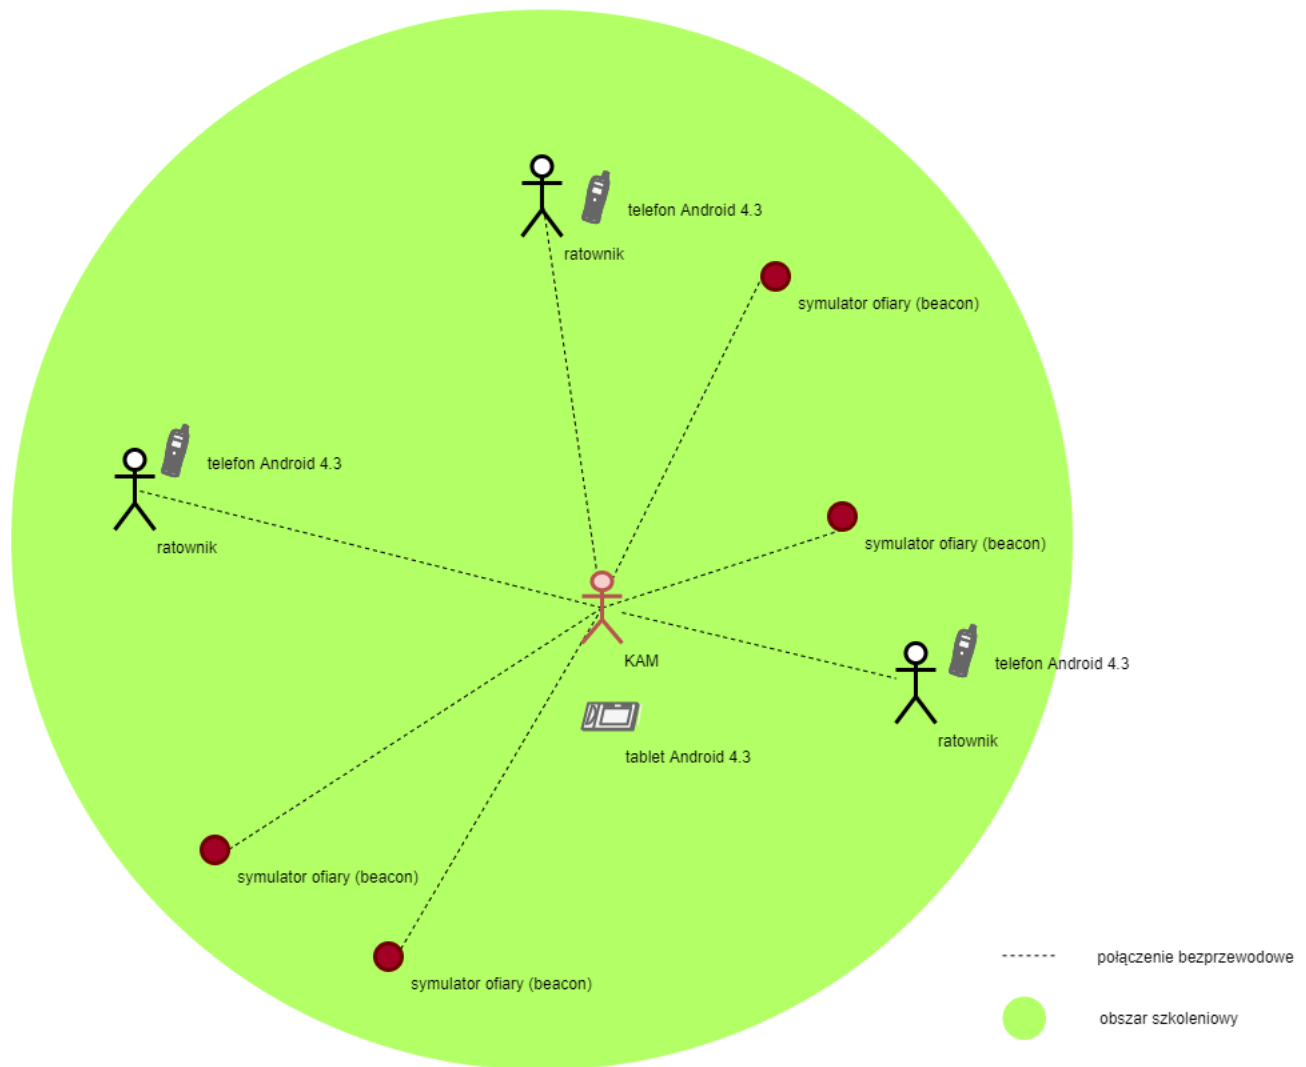 telefon Android 4.3
ratownik
symulator ofiary (beacon)
telefon Android 4.3
ratownik
symulator ofiary (beacon)
KAM
telefon Android 4.3
ratownik
tablet Android 4.3
symulator ofiary (beacon)
symulator ofiary (beacon)
połączenie bezprzewodowe
obszar szkoleniowy